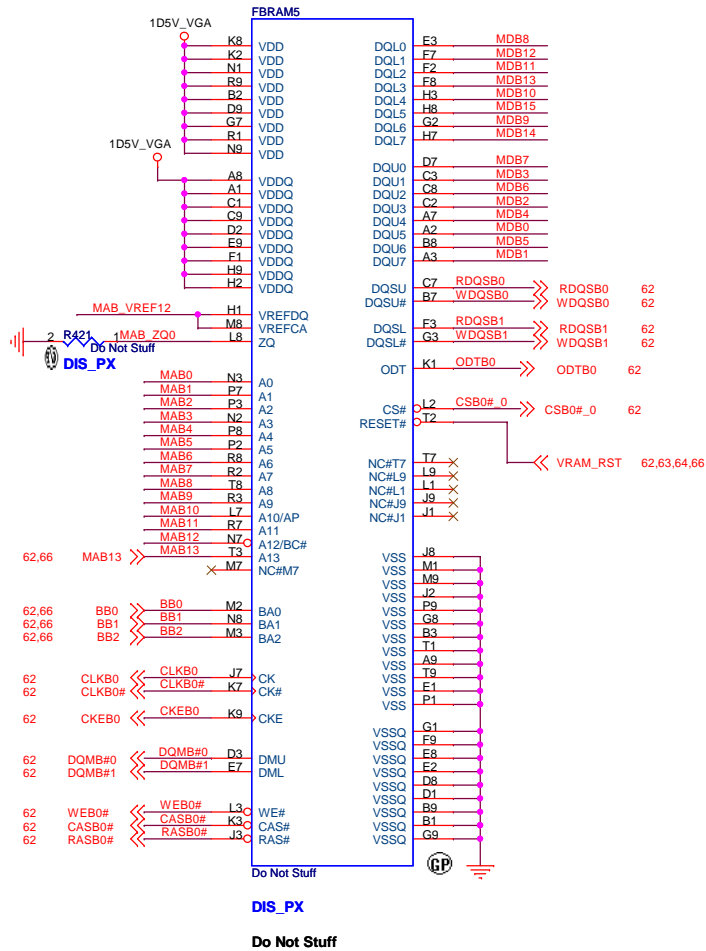 FBRAM5
1D5V_VGA
K8 VDD DQL0 E3 MDB8
K2 VDD DQL1 F7 MDB12
N1 VDD DQL2 F2 MDB11
R9 VDD DQL3 F8 MDB13
B2 VDD DQL4 H3 MDB10
D9 VDD DQL5 H8 MDB15
G7 VDD DQL6 G2 MDB9
R1 VDD DQL7 H7 MDB14
N9 VDD
1D5V_VGA
A8 VDDQ DQU0 D7 MDB7
A1 VDDQ DQU1 C3 MDB3
C1 VDDQ DQU2 C8 MDB6
C9 VDDQ DQU3 C2 MDB2
D2 VDDQ DQU4 A7 MDB4
E9 VDDQ DQU5 A2 MDB0
F1 VDDQ DQU6 B8 MDB5
H9 VDDQ DQU7 A3 MDB1
H2 VDDQ
DQSU C7 RDQSB0 RDQSB0 62
DQSU# B7 WDQSB0 WDQSB0 62
MAB_VREF12 H1 VREFDQ
M8 VREFCA DQSL F3 RDQSB1 RDQSB1 62
2 R421 1 MAB_ZQ0 L8 ZQ DQSL# G3 WDQSB1 WDQSB1 62
Do Not Stuff
DIS_PX
ODT K1 ODTB0 ODTB0 62
MAB0 N3 A0
MAB1 P7 A1
MAB2 P3 A2 CS# L2 CSB0#_0 CSB0#_0 62
MAB3 N2 A3 RESET# T2
MAB4 P8 A4
MAB5 P2 A5
MAB6 R8 A6 NC#T7 T7 VRAM_RST 62,63,64,66
MAB7 R2 A7 NC#L9 L9
MAB8 T8 A8 NC#L1 L1
MAB9 R3 A9 NC#J9 J9
MAB10 L7 A10/AP NC#J1 J1
MAB11 R7 A11
MAB12 N7 A12/BC#
62,66 MAB13 MAB13 T3 A13 VSS J8
M7 NC#M7 VSS M1
VSS M9
VSS J2
62,66 BB0 BB0 M2 BA0 VSS P9
62,66 BB1 BB1 N8 BA1 VSS G8
62,66 BB2 BB2 M3 BA2 VSS B3
VSS T1
VSS A9
62 CLKB0 CLKB0 J7 CK VSS T9
62 CLKB0# CLKB0# K7 CK# VSS E1
VSS P1
62 CKEB0 CKEB0 K9 CKE
VSSQ G1
VSSQ F9
62 DQMB#0 DQMB#0 D3 DMU VSSQ E8
62 DQMB#1 DQMB#1 E7 DML VSSQ E2
VSSQ D8
VSSQ D1
62 WEB0# WEB0# L3 WE# VSSQ B9
62 CASB0# CASB0# K3 CAS# VSSQ B1
62 RASB0# RASB0# J3 RAS# VSSQ G9
GP
Do Not Stuff
DIS_PX
Do Not Stuff